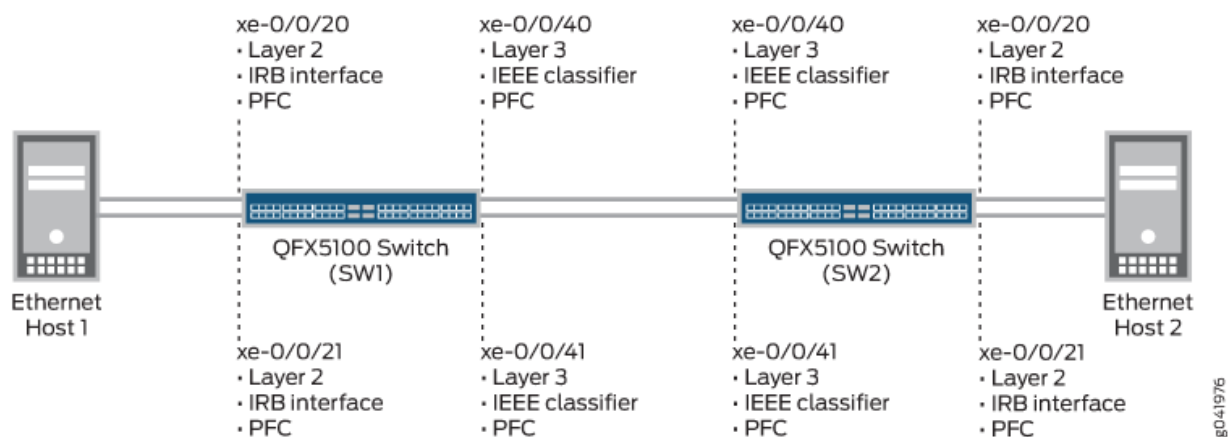 xe-0/0/20
· Layer 2
· IRB interface
· PFC
xe-0/0/40
· Layer 3
· IEEE classifier
· PFC
xe-0/0/40
· Layer 3
· IEEE classifier
· PFC
xe-0/0/20
· Layer 2
· IRB interface
· PFC
Ethernet
Host 1
QFX5100 Switch
(SW1)
QFX5100 Switch
(SW2)
Ethernet
Host 2
xe-0/0/21
· Layer 2
· IRB interface
· PFC
xe-0/0/41
· Layer 3
· IEEE classifier
· PFC
xe-0/0/41
· Layer 3
· IEEE classifier
· PFC
xe-0/0/21
· Layer 2
· IRB interface
· PFC
g041976